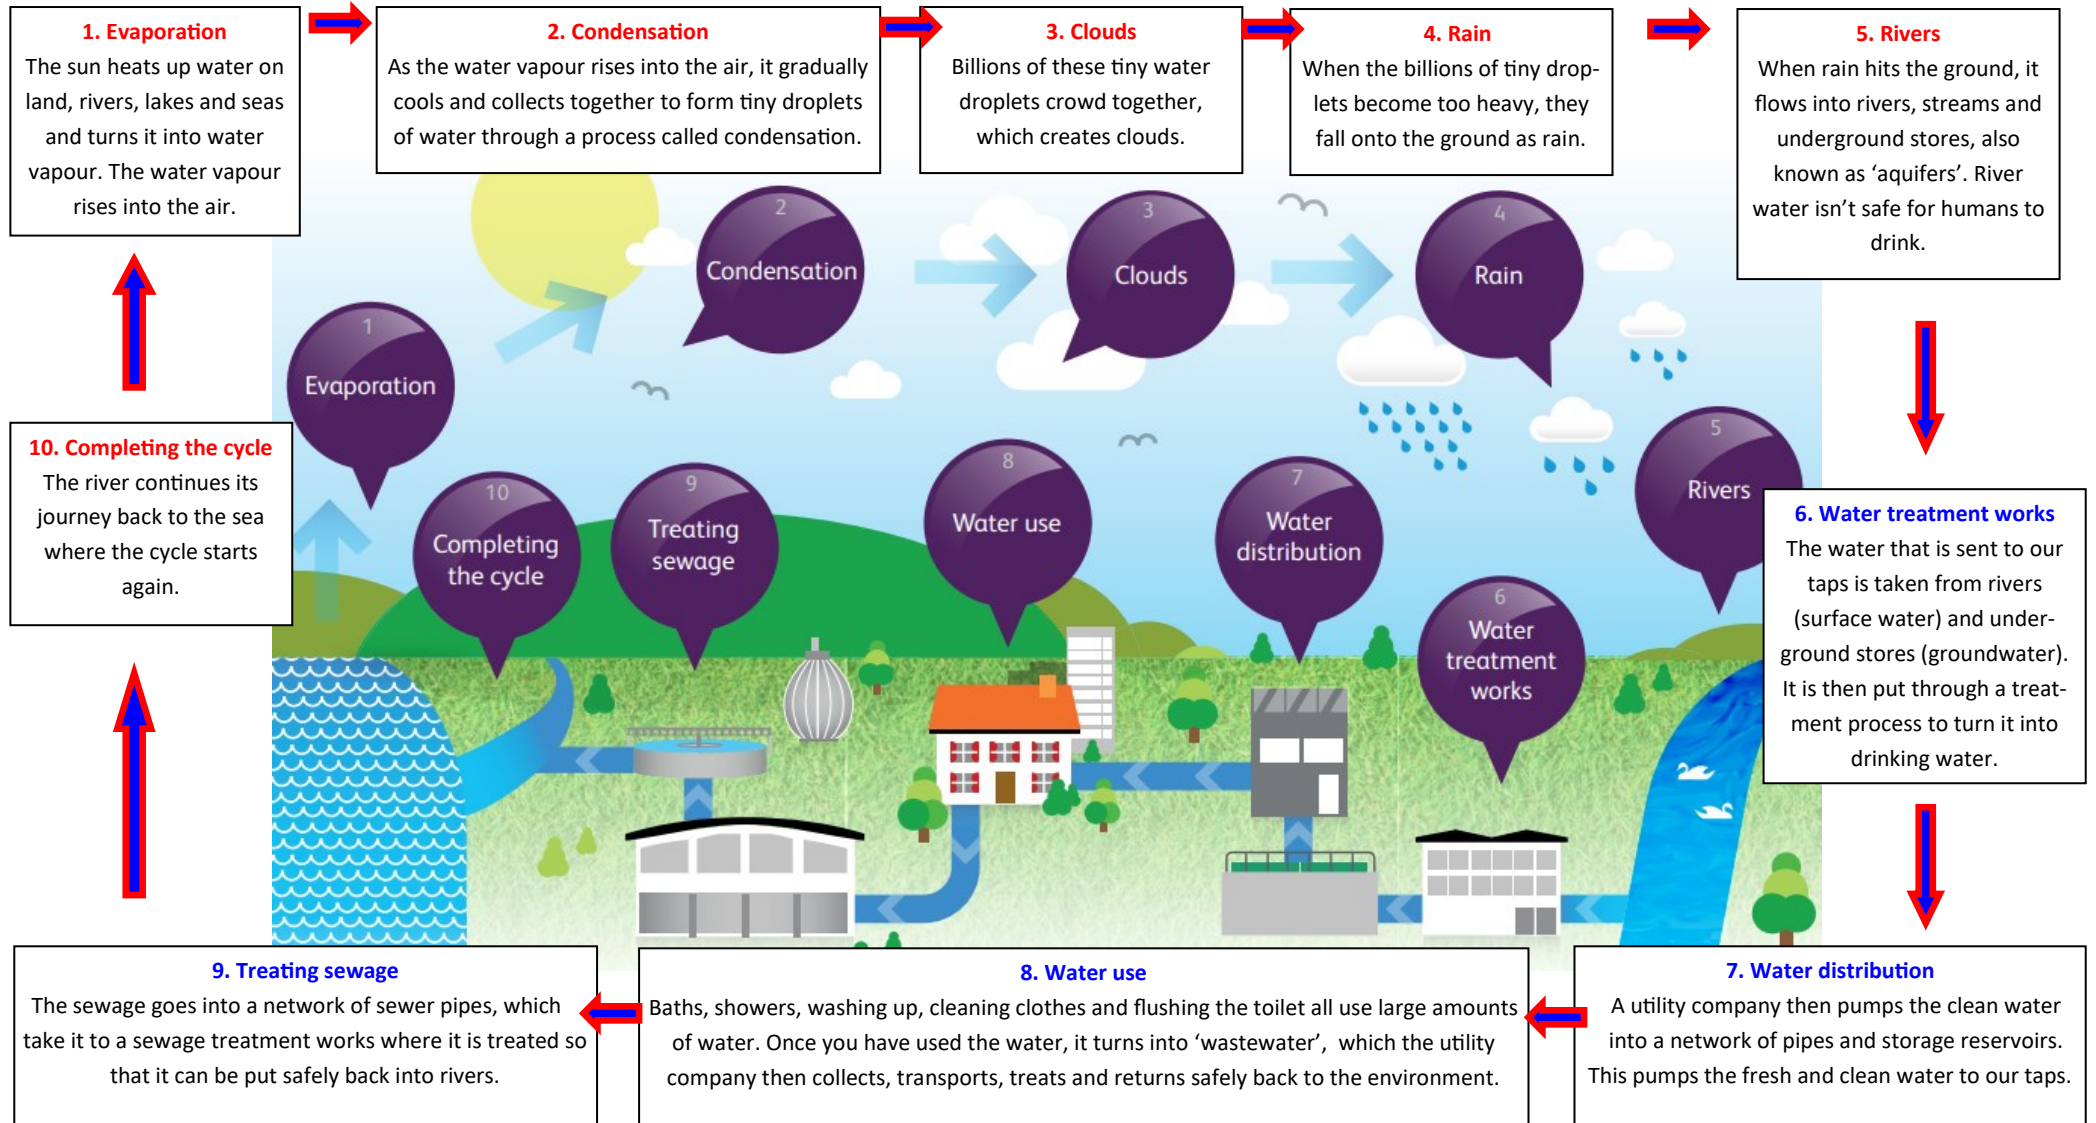 1. Evaporation
The sun heats up water on
land, rivers, lakes and seas
and turns it into water
vapour. The water vapour
rises into the air.
2. Condensation
As the water vapour rises into the air, it gradually
cools and collects together to form tiny droplets
of water through a process called condensation.
3. Clouds
Billions of these tiny water
droplets crowd together,
which creates clouds.
4. Rain
When the billions of tiny drop-
lets become too heavy, they
fall onto the ground as rain.
5. Rivers
When rain hits the ground, it
flows into rivers, streams and
underground stores, also
known as ‘aquifers’. River
water isn’t safe for humans to
drink.
1
Evaporation
2
Condensation
3
Clouds
4
Rain
5
Rivers
6
Water
treatment
works
7
Water
distribution
8
Water use
9
Treating
sewage
10
Completing
the cycle
10. Completing the cycle
The river continues its
journey back to the sea
where the cycle starts
again.
6. Water treatment works
The water that is sent to our
taps is taken from rivers
(surface water) and under-
ground stores (groundwater).
It is then put through a treat-
ment process to turn it into
drinking water.
9. Treating sewage
The sewage goes into a network of sewer pipes, which
take it to a sewage treatment works where it is treated so
that it can be put safely back into rivers.
8. Water use
Baths, showers, washing up, cleaning clothes and flushing the toilet all use large amounts
of water. Once you have used the water, it turns into ‘wastewater’, which the utility
company then collects, transports, treats and returns safely back to the environment.
7. Water distribution
A utility company then pumps the clean water
into a network of pipes and storage reservoirs.
This pumps the fresh and clean water to our taps.